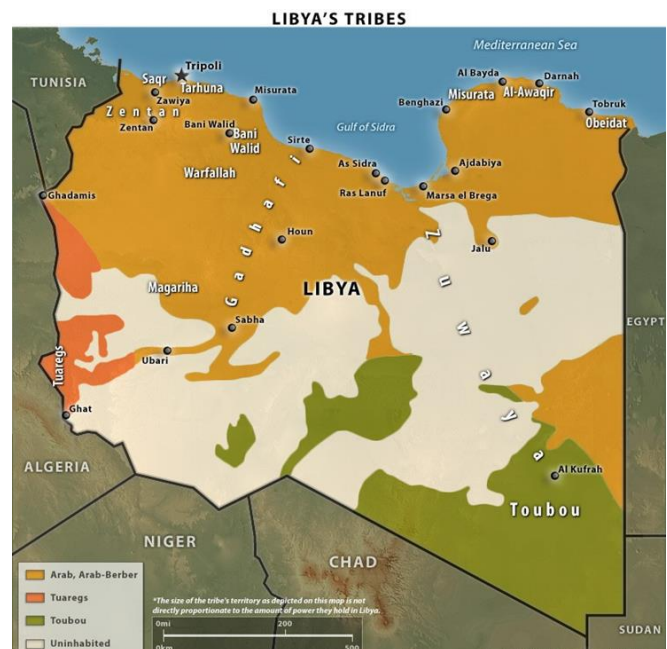 LIBYA'S TRIBES
Mediterranean Sea
TUNISIA
Tripoli
Saqr
Tarhuna
Zawiya
Misurata
Zentan
Zentan
Bani Walid
Bani
Walid
Warfallah
Sirte
Gulf of Sidra
Al Bayda
Darnah
Misurata
Al-Awaqir
Benghazi
Tobruk
Obeidat
As Sidra
Ajdabiya
Ras Lanuf
Marsa el Brega
Ghadamis
Gadhafi
Houn
Jalu
Zuwaya
Magariha
LIBYA
Sabha
EGYPT
Ubari
Tuaregs
Ghat
ALGERIA
Al Kufrah
Toubou
NIGER
CHAD
SUDAN
Arab, Arab-Berber
Tuaregs
Toubou
Uninhabited
*The size of the tribe's territory as depicted on this map is not
directly proportionate to the amount of power they hold in Libya.
0mi 200
0km 500